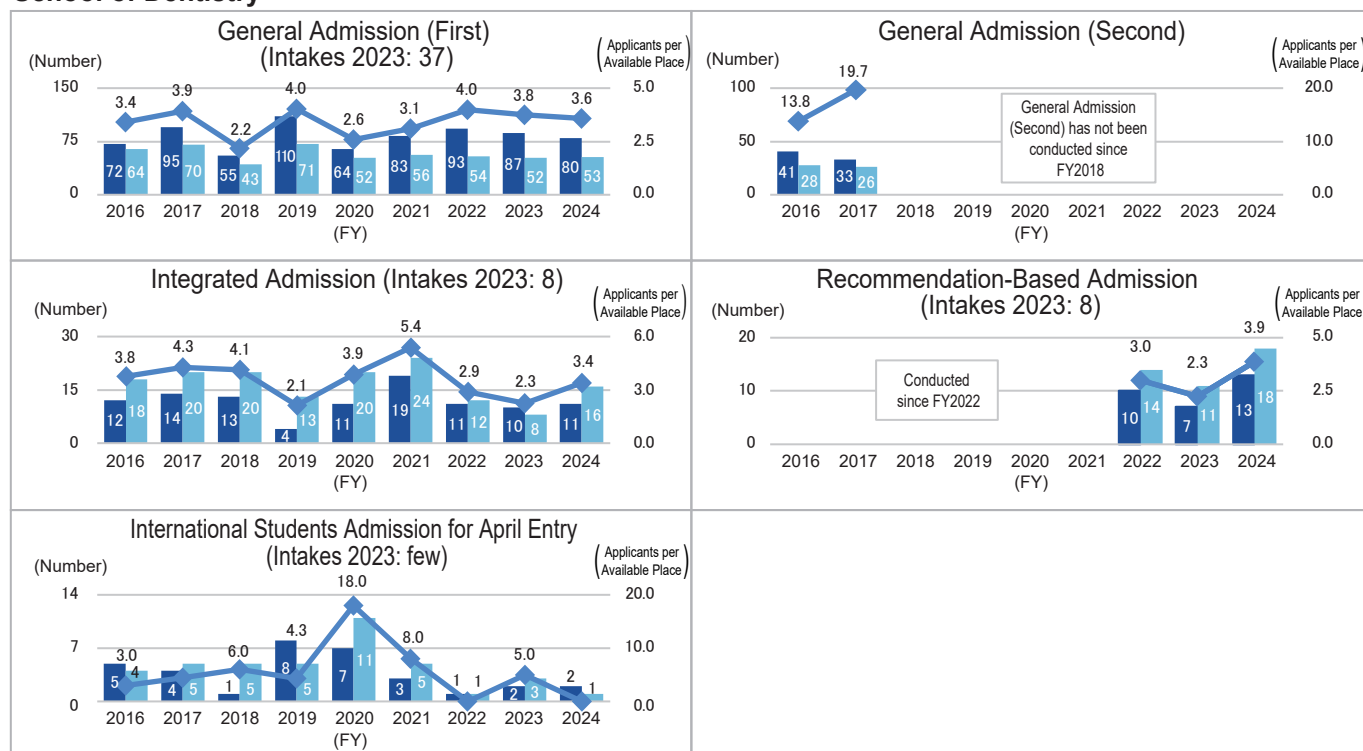 School of Dentistry
General Admission (First)
(Intakes 2023: 37)
(Number)
(Applicants per
Available Place)
150 5.0
75 2.5
0 0.0
3.4 3.9 2.2 4.0 2.6 3.1 4.0 3.8 3.6
72 64 95 70 55 43 110 71 64 52 83 56 93 54 87 52 80 53
2016 2017 2018 2019 2020 2021 2022 2023 2024
(FY)
General Admission (Second)
(Number)
(Applicants per
Available Place)
100 20.0
50 10.0
0 0.0
13.8 19.7
41 28 33 26
General Admission
(Second) has not been
conducted since
FY2018
2016 2017 2018 2019 2020 2021 2022 2023 2024
(FY)
Integrated Admission (Intakes 2023: 8)
(Number)
(Applicants per
Available Place)
30 6.0
15 3.0
0 0.0
3.8 4.3 4.1 2.1 3.9 5.4 2.9 2.3 3.4
12 18 14 20 13 20 4 13 11 20 19 24 11 12 10 8 11 16
2016 2017 2018 2019 2020 2021 2022 2023 2024
(FY)
Recommendation-Based Admission
(Intakes 2023: 8)
(Number)
(Applicants per
Available Place)
20 5.0
10 2.5
0 0.0
Conducted
since FY2022
3.0 2.3 3.9
10 14 7 11 13 18
2016 2017 2018 2019 2020 2021 2022 2023 2024
(FY)
International Students Admission for April Entry
(Intakes 2023: few)
(Number)
(Applicants per
Available Place)
14 20.0
7 10.0
0 0.0
3.0 6.0 4.3 18.0 8.0 5.0
5 4 4 5 1 5 8 5 7 11 3 5 1 1 2 3 2 1
2016 2017 2018 2019 2020 2021 2022 2023 2024
(FY)